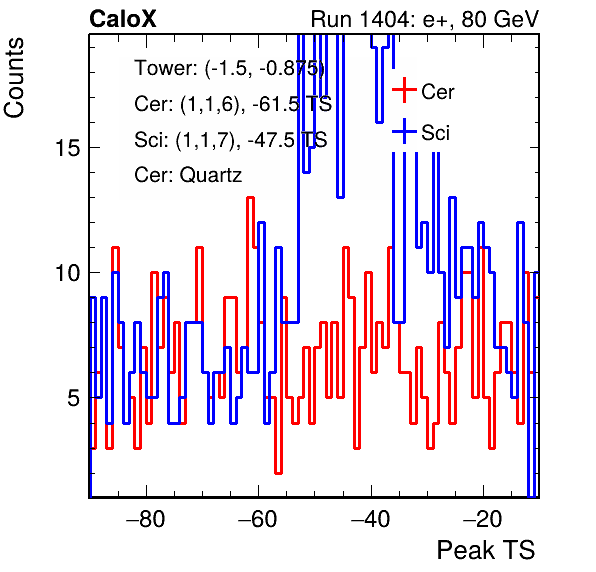 CaloX Run 1404: e+, 80 GeV
Counts
Tower: (-1.5, -0.875)
Cer: (1,1,6), -61.5 TS
Sci: (1,1,7), -47.5 TS
Cer: Quartz
Cer
Sci
15
10
5
−80 −60 −40 −20
Peak TS